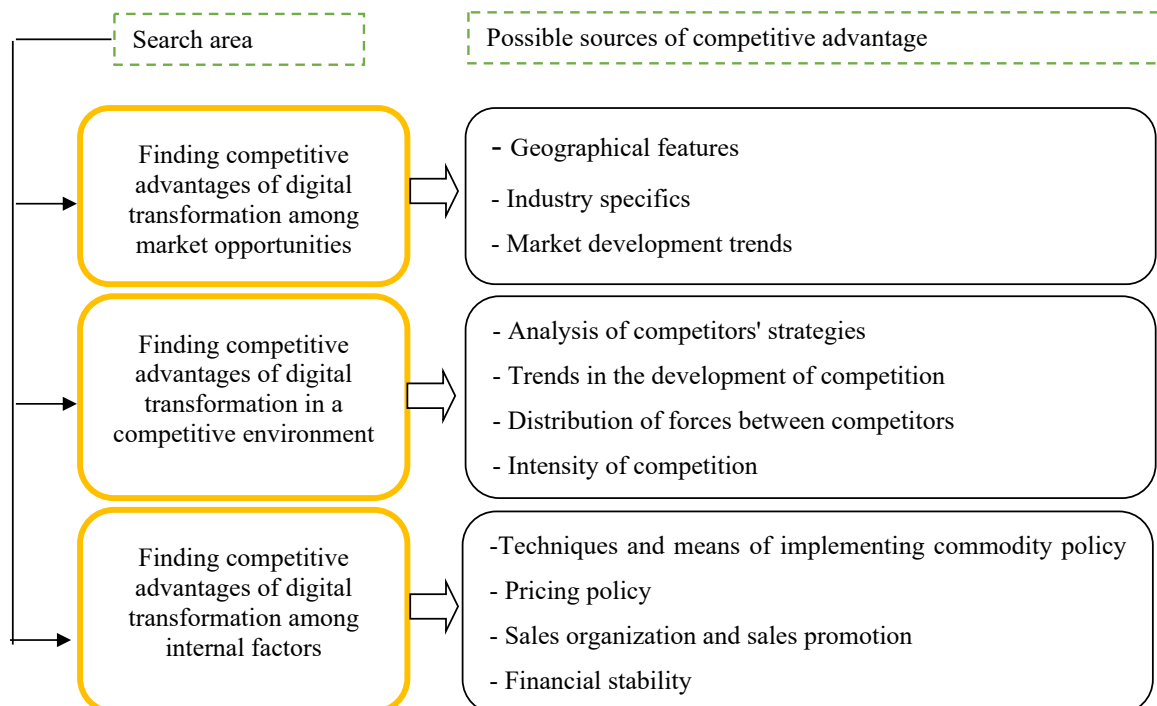 Search area
Possible sources of competitive advantage
Finding competitive
advantages of digital
transformation among
market opportunities
- Geographical features
- Industry specifics
- Market development trends
Finding competitive
advantages of digital
transformation in a
competitive environment
- Analysis of competitors' strategies
- Trends in the development of competition
- Distribution of forces between competitors
- Intensity of competition
Finding competitive
advantages of digital
transformation among
internal factors
-Techniques and means of implementing commodity policy
- Pricing policy
- Sales organization and sales promotion
- Financial stability